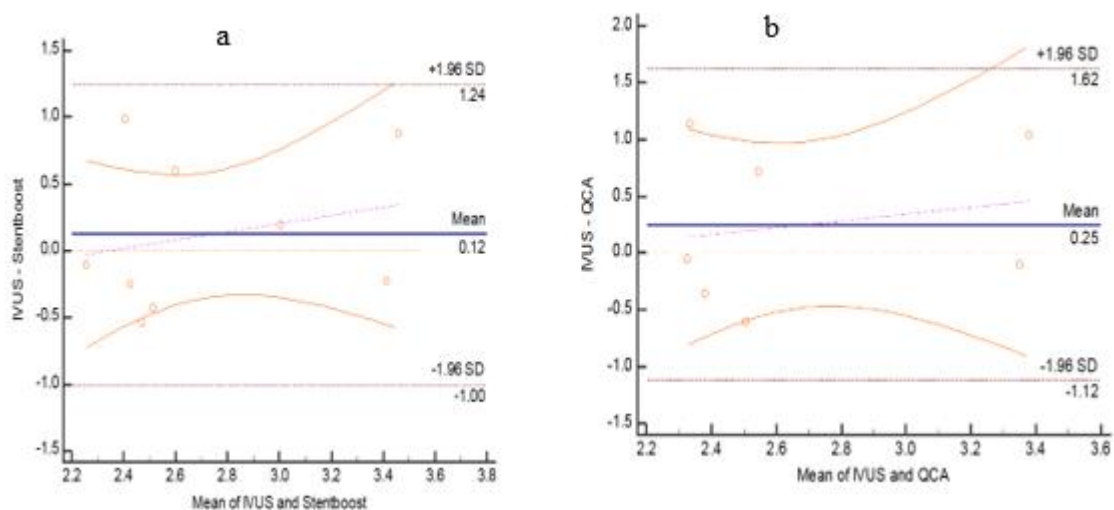 a
1.5
1.0
0.5
0.0
-0.5
-1.0
-1.5
IVUS - Stentboost
+1.96 SD
1.24
Mean
0.12
-1.96 SD
-1.00
2.2 2.4 2.6 2.8 3.0 3.2 3.4 3.6 3.8
Mean of IVUS and Stentboost
b
2.0
1.5
1.0
0.5
0.0
-0.5
-1.0
-1.5
IVUS - QCA
+1.96 SD
1.62
Mean
0.25
-1.96 SD
-1.12
2.2 2.4 2.6 2.8 3.0 3.2 3.4 3.6
Mean of IVUS and QCA